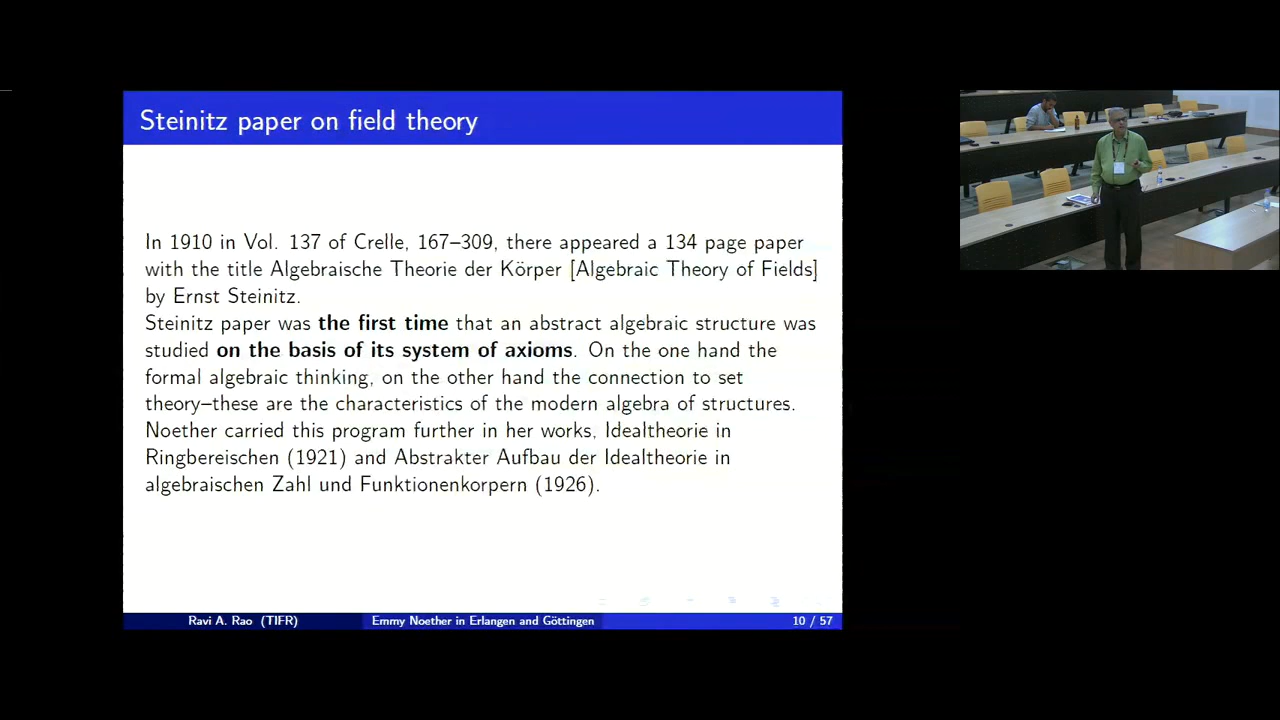 Steinitz paper on field theory
In 1910 in Vol. 137 of Crelle, 167–309, there appeared a 134 page paper
with the title Algebraische Theorie der Körper [Algebraic Theory of Fields]
by Ernst Steinitz.
Steinitz paper was the first time that an abstract algebraic structure was
studied on the basis of its system of axioms. On the one hand the
formal algebraic thinking, on the other hand the connection to set
theory–these are the characteristics of the modern algebra of structures.
Noether carried this program further in her works, Idealtheorie in
Ringbereischen (1921) and Abstrakter Aufbau der Idealtheorie in
algebraischen Zahl und Funktionenkorpern (1926).
Ravi A. Rao (TIFR) Emmy Noether in Erlangen and Göttingen 10 / 57